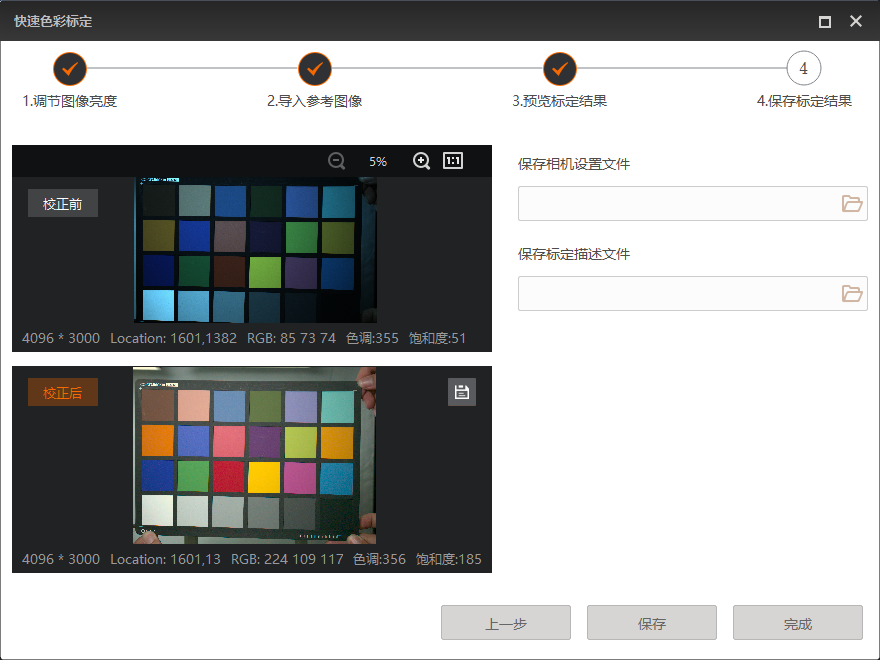 快速色彩标定
4
1.调节图像亮度 2.导入参考图像 3.预览标定结果 4.保存标定结果
5% 1:1
校正前
4096 * 3000 Location: 1601,1382 RGB: 85 73 74 色调:355 饱和度:51
校正后
4096 * 3000 Location: 1601,13 RGB: 224 109 117 色调:356 饱和度:185
保存相机设置文件
保存标定描述文件
上一步 保存 完成